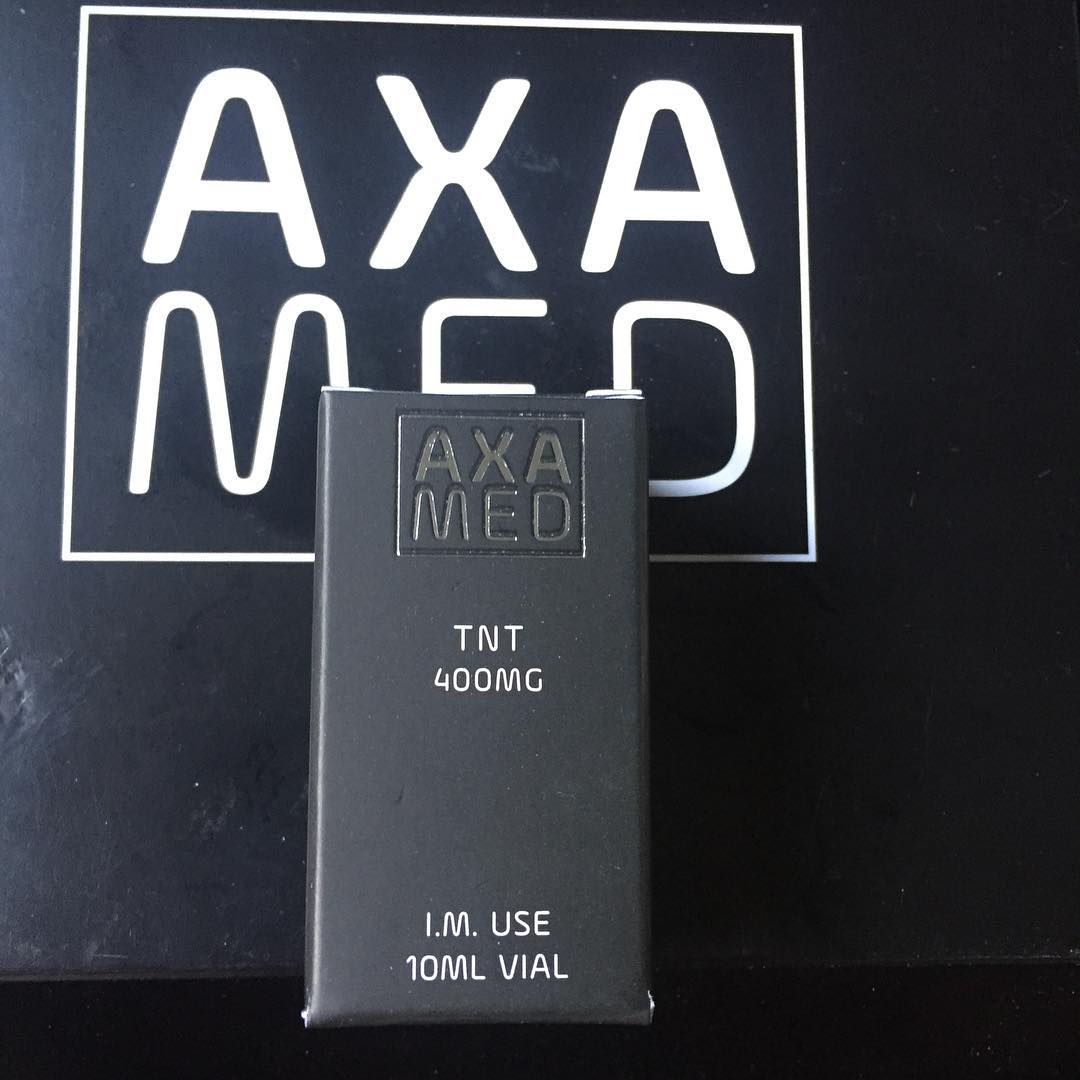 AXA
MED
AXA
MED
TNT
400MG
I.M. USE
10ML VIAL